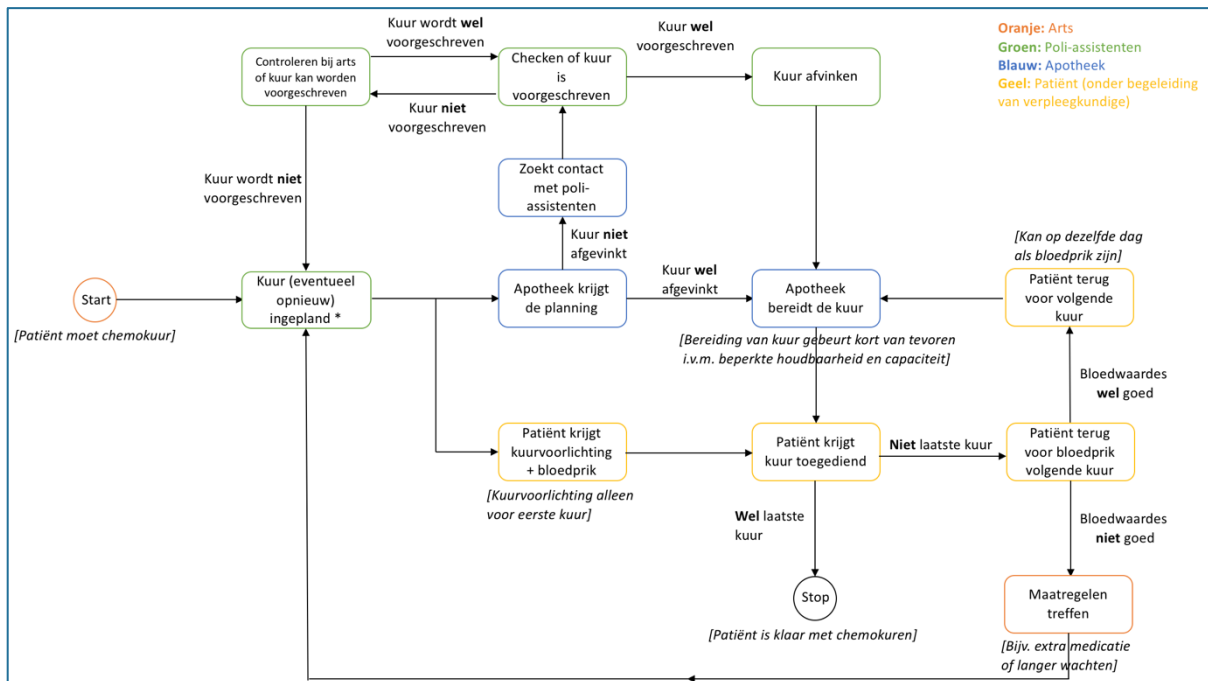 Oranje: Arts
Groen: Poli-assistenten
Blauw: Apotheek
Geel: Patiënt (onder begeleiding
van verpleegkundige)
Kuur wordt wel
voorgeschreven
Kuur wel
voorgeschreven
Controleren bij arts
of kuur kan worden
voorgeschreven
Checken of kuur
is
voorgeschreven
Kuur afvinken
Kuur niet
voorgeschreven
Kuur wordt niet
voorgeschreven
Zoekt contact
met poli-
assistenten
Kuur niet
afgevinkt
Start
[Patiënt moet chemokuur]
Kuur (eventueel
opnieuw)
ingepland *
Apotheek krijgt
de planning
Kuur wel
afgevinkt
Apotheek
bereidt de kuur
[Bereiding van kuur gebeurt kort van tevoren
i.v.m. beperkte houdbaarheid en capaciteit]
[Kan op dezelfde dag
als bloedprik zijn]
Patiënt terug
voor volgende
kuur
Bloedwaardes
wel goed
Patiënt krijgt
kuurvoorlichting
+ bloedprik
[Kuurvoorlichting alleen
voor eerste kuur]
Patiënt krijgt
kuur toegediend
Niet laatste kuur
Patiënt terug
voor bloedprik
volgende kuur
Wel laatste
kuur
Bloedwaardes
niet goed
Stop
[Patiënt is klaar met chemokuren]
Maatregelen
treffen
[Bijv. extra medicatie
of langer wachten]